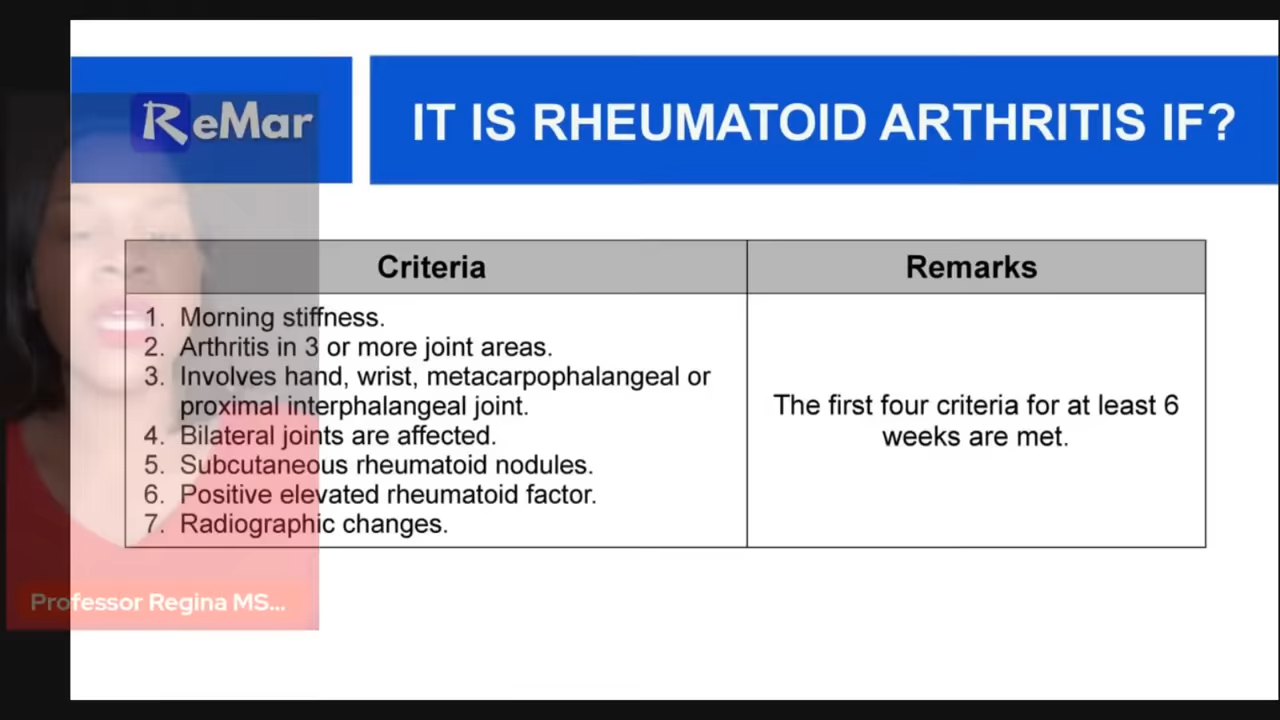 ReMar
IT IS RHEUMATOID ARTHRITIS IF?
Criteria
Remarks
1. Morning stiffness.
2. Arthritis in 3 or more joint areas.
3. Involves hand, wrist, metacarpophalangeal or
proximal interphalangeal joint.
4. Bilateral joints are affected.
5. Subcutaneous rheumatoid nodules.
6. Positive elevated rheumatoid factor.
7. Radiographic changes.
The first four criteria for at least 6
weeks are met.
Professor Regina MS...